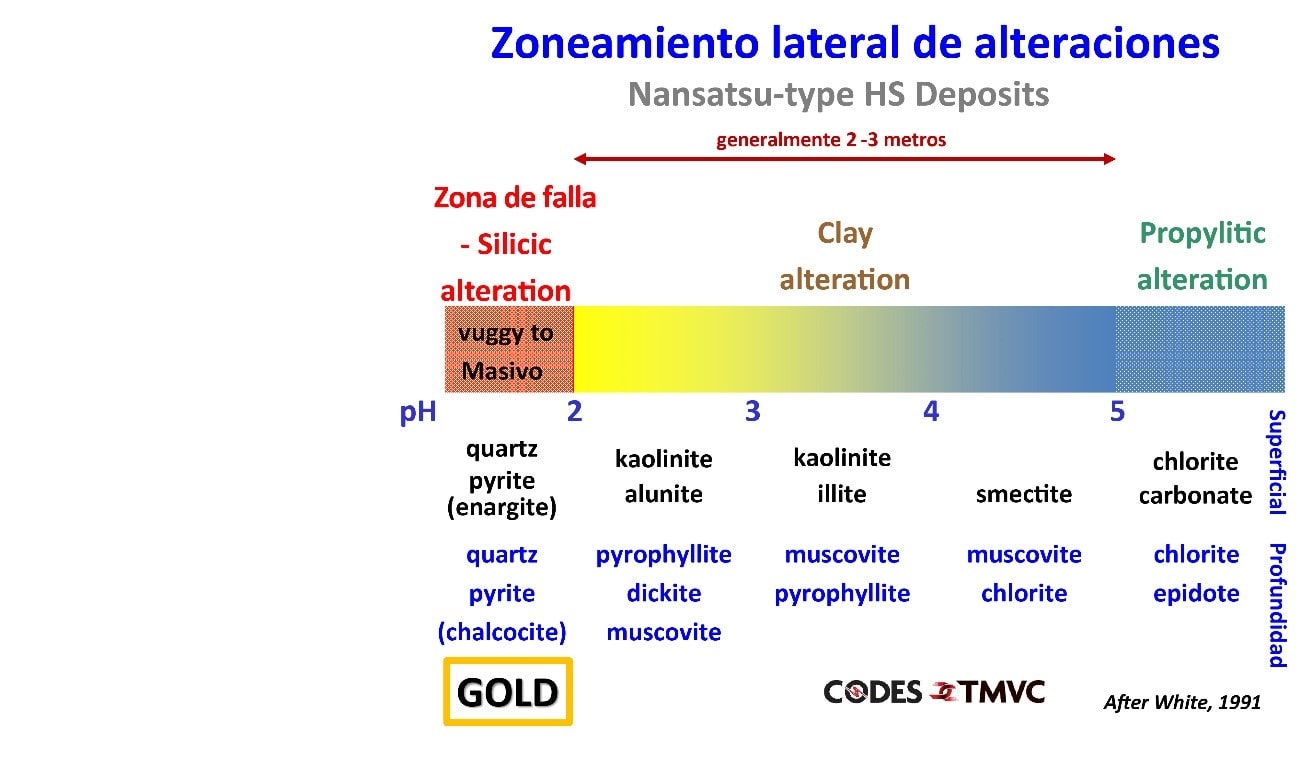 Zoneamiento lateral de alteraciones
Nansatsu-type HS Deposits
generalmente 2 -3 metros
Zona de falla
- Silicic
alteration
Clay
alteration
Propylitic
alteration
vuggy to
Masivo
pH 2 3 4 5
quartz
pyrite
(enargite)
kaolinite
alunite
kaolinite
illite
smectite
chlorite
carbonate
Superficial
quartz
pyrite
(chalcocite)
pyrophyllite
dickite
muscovite
muscovite
pyrophyllite
muscovite
chlorite
chlorite
epidote
Profundidad
GOLD
CODES TMVC
After White, 1991